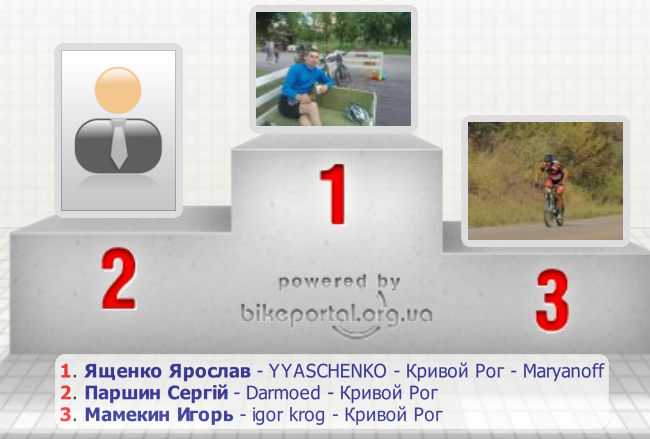 1
2
3
powered by
bikeportal.org.ua
1. Ященко Ярослав - YYASCHENKO - Кривой Рог - Maryanoff
2. Паршин Сергій - Darmoed - Кривой Рог
3. Мамекин Игорь - igor krog - Кривой Рог